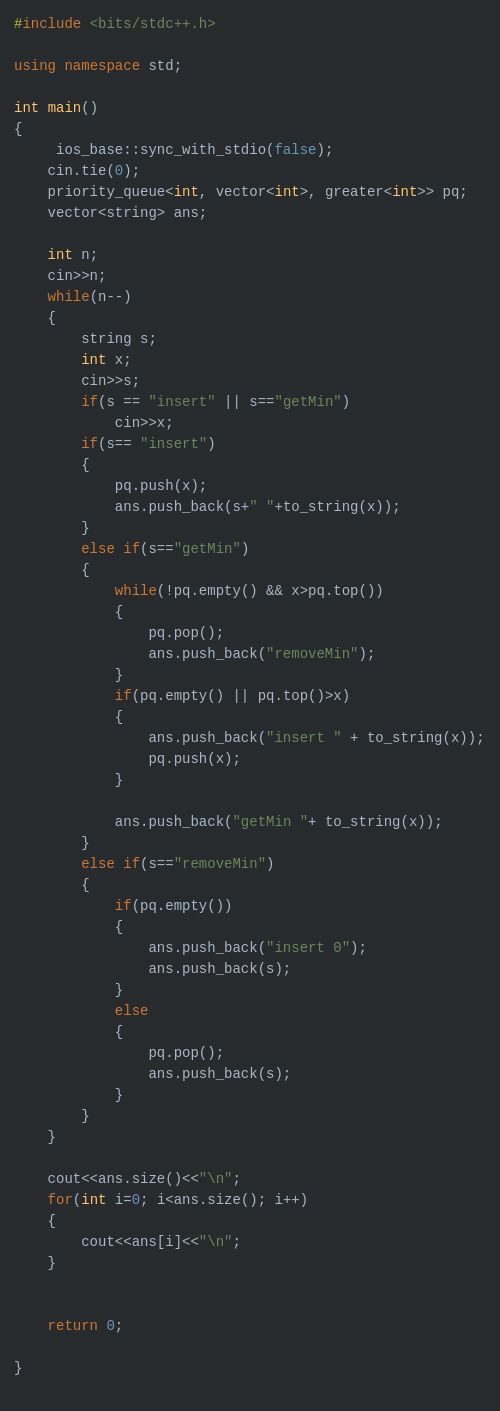 #include <bits/stdc++.h>

using namespace std;

int main()
{
     ios_base::sync_with_stdio(false);
    cin.tie(0);
    priority_queue<int, vector<int>, greater<int>> pq;
    vector<string> ans;

    int n;
    cin>>n;
    while(n--)
    {
        string s;
        int x;
        cin>>s;
        if(s == "insert" || s=="getMin")
            cin>>x;
        if(s== "insert")
        {
            pq.push(x);
            ans.push_back(s+" "+to_string(x));
        }
        else if(s=="getMin")
        {
            while(!pq.empty() && x>pq.top())
            {
                pq.pop();
                ans.push_back("removeMin");
            }
            if(pq.empty() || pq.top()>x)
            {
                ans.push_back("insert " + to_string(x));
                pq.push(x);
            }

            ans.push_back("getMin "+ to_string(x));
        }
        else if(s=="removeMin")
        {
            if(pq.empty())
            {
                ans.push_back("insert 0");
                ans.push_back(s);
            }
            else
            {
                pq.pop();
                ans.push_back(s);
            }
        }
    }

    cout<<ans.size()<<"\n";
    for(int i=0; i<ans.size(); i++)
    {
        cout<<ans[i]<<"\n";
    }


    return 0;

}